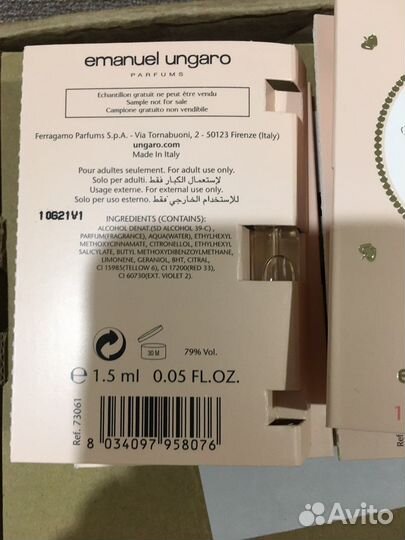 emanuel ungaro
PARFUMS
Echantillon gratuit ne peut être vendu
Sample not for sale
Campione gratuito non vendibile
Ferragamo Parfums S.p.A. - Via Tornabuoni, 2 - 50123 Firenze (Italy)
ungaro.com
Made In Italy
Pour adultes seulement. For adult use only.
Solo per adulti. لإستعمال الكبار فقط.
Usage externe. For external use only.
Solo per uso esterno. للإستخدام الخارجي فقط.
10G21V1
INGREDIENTS (CONTAINS):
ALCOHOL DENAT.(SD ALCOHOL 39-C) ,
PARFUM(FRAGRANCE), AQUA(WATER), ETHYLHEXYL
METHOXYCINNAMATE, CITRONELLOL, ETHYLHEXYL
SALICYLATE, BUTYL METHOXYDIBENZOYLMETHANE,
LIMONENE, GERANIOL, BHT, CITRAL,
CI 15985(YELLOW 6), CI 17200(RED 33),
CI 60730(EXT. VIOLET 2).
30 M
79% Vol.
e 1.5 ml 0.05 FL.OZ.
Ref. 73061
8 034097 958076
Ref.
Avito